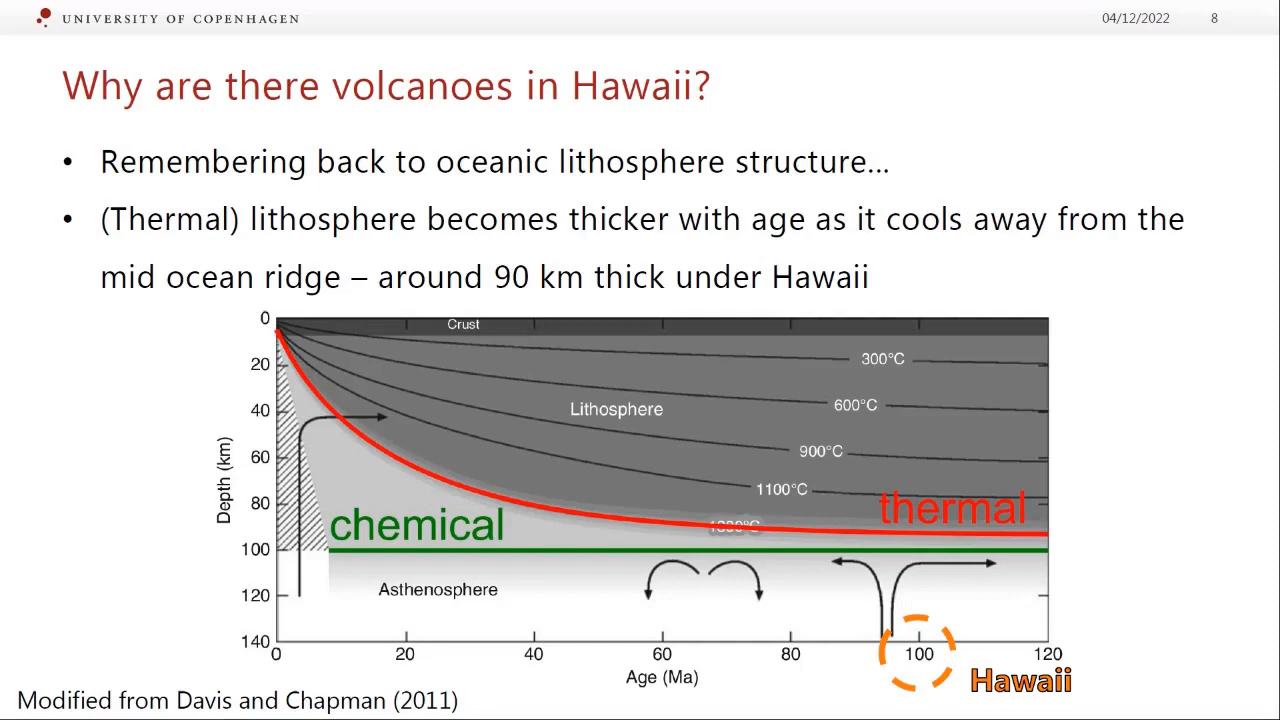 UNIVERSITY OF COPENHAGEN
04/12/2022
8
Why are there volcanoes in Hawaii?
• Remembering back to oceanic lithosphere structure...
• (Thermal) lithosphere becomes thicker with age as it cools away from the
mid ocean ridge – around 90 km thick under Hawaii
0
20
40
60
80
100
120
140
Depth (km)
Crust
300°C
600°C
Lithosphere
900°C
1100°C
thermal
chemical
Asthenosphere
0
20
40
60
80
100
120
Age (Ma)
Hawaii
Modified from Davis and Chapman (2011)